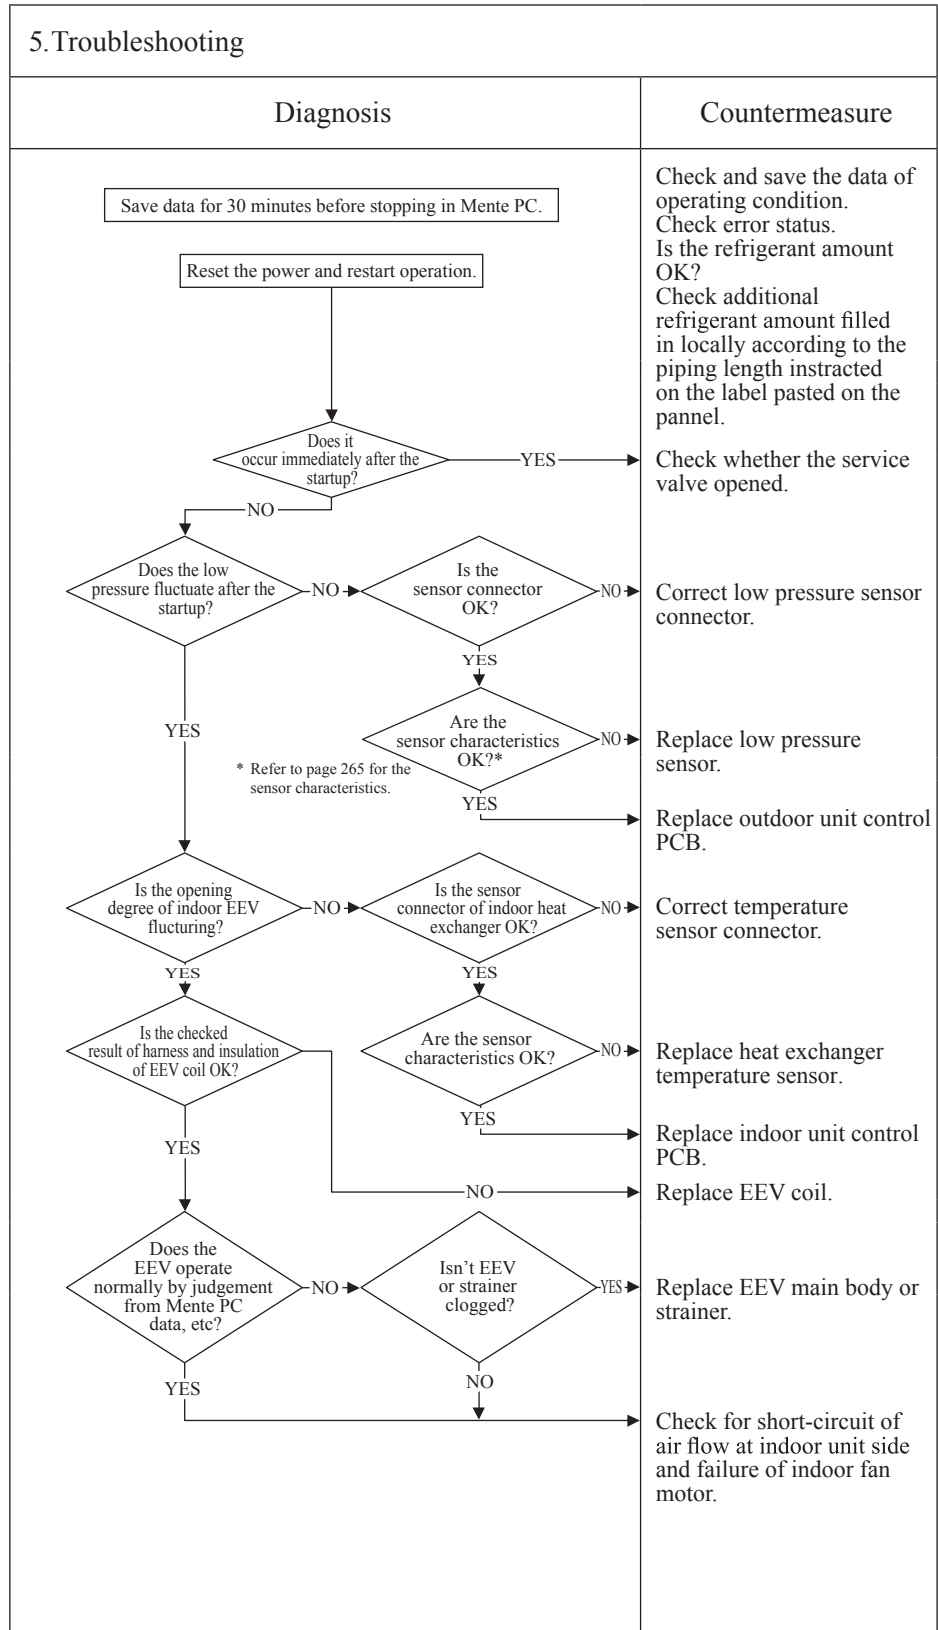 5.Troubleshooting
Diagnosis
Countermeasure
Save data for 30 minutes before stopping in Mente PC.
Reset the power and restart operation.
Check and save the data of
operating condition.
Check error status.
Is the refrigerant amount
OK?
Check additional
refrigerant amount filled
in locally according to the
piping length instracted
on the label pasted on the
pannel.
Does it
occur immediately after the
startup?
YES
Check whether the service
valve opened.
NO
Does the low
pressure fluctuate after the
startup?
NO
Is the
sensor connector
OK?
NO
Correct low pressure sensor
connector.
YES
YES
Are the
sensor characteristics
OK?*
NO
Replace low pressure
sensor.
* Refer to page 265 for the
sensor characteristics.
YES
Replace outdoor unit control
PCB.
Is the opening
degree of indoor EEV
flucturing?
NO
Is the sensor
connector of indoor heat
exchanger OK?
NO
Correct temperature
sensor connector.
YES
YES
Is the checked
result of harness and insulation
of EEV coil OK?
Are the sensor
characteristics OK?
NO
Replace heat exchanger
temperature sensor.
YES
YES
Replace indoor unit control
PCB.
NO
Replace EEV coil.
Does the
EEV operate
normally by judgement
from Mente PC
data, etc?
NO
Isn't EEV
or strainer
clogged?
YES
Replace EEV main body or
strainer.
YES
NO
Check for short-circuit of
air flow at indoor unit side
and failure of indoor fan
motor.